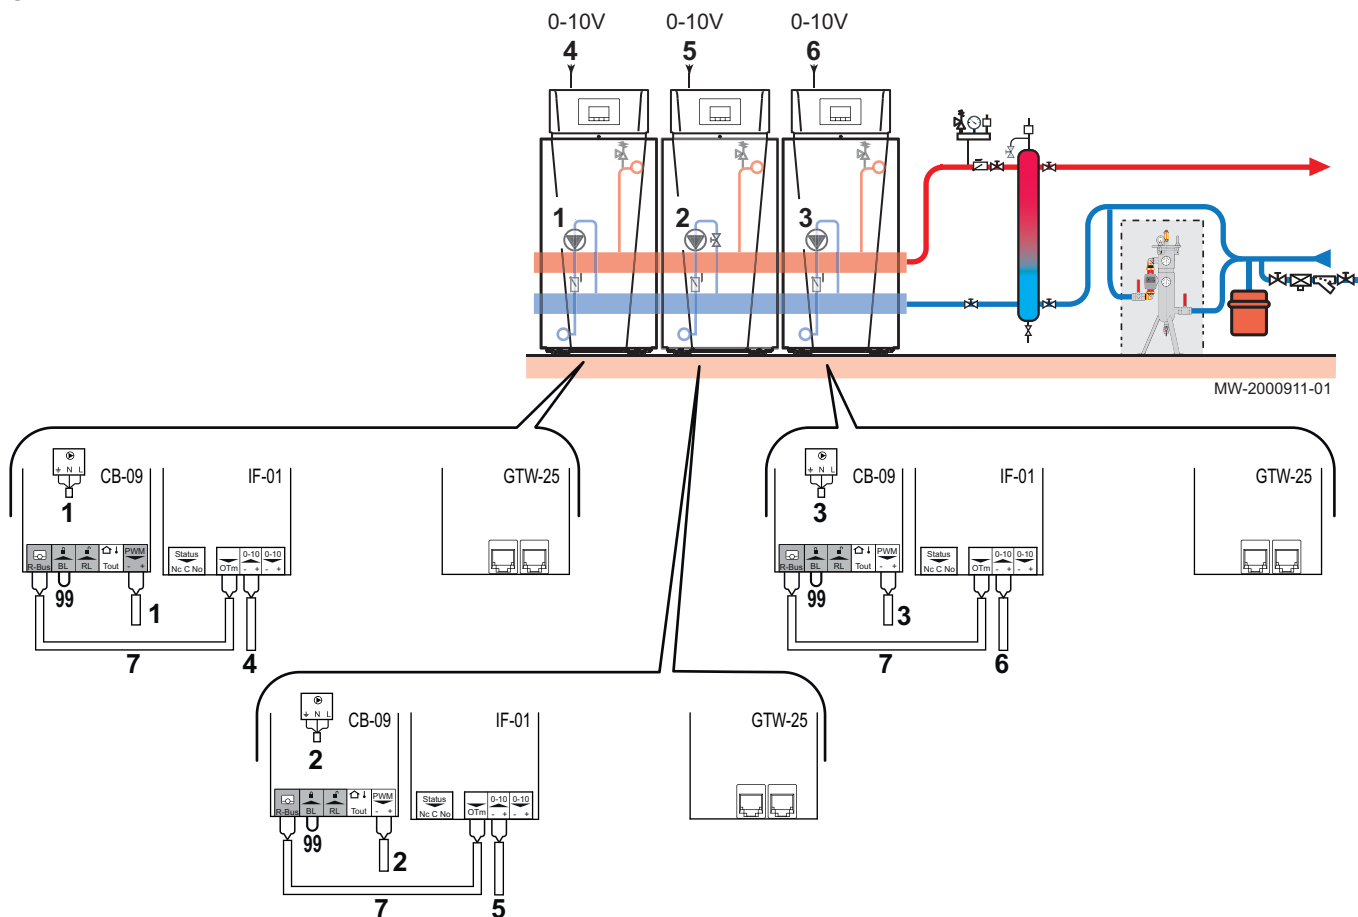 0-10V 0-10V 0-10V
4 5 6
1 2 3
MW-2000911-01
⏚ N L
CB-09 IF-01 GTW-25
1
R-Bus BL RL Tout PWM - +
Status Nc C No OTm 0-10 - + 0-10 - +
99 1
7 4
⏚ N L
CB-09 IF-01 GTW-25
3
R-Bus BL RL Tout PWM - +
Status Nc C No OTm 0-10 - + 0-10 - +
99 3
7 6
⏚ N L
CB-09 IF-01 GTW-25
2
R-Bus BL RL Tout PWM - +
Status Nc C No OTm 0-10 - + 0-10 - +
99 2
7 5